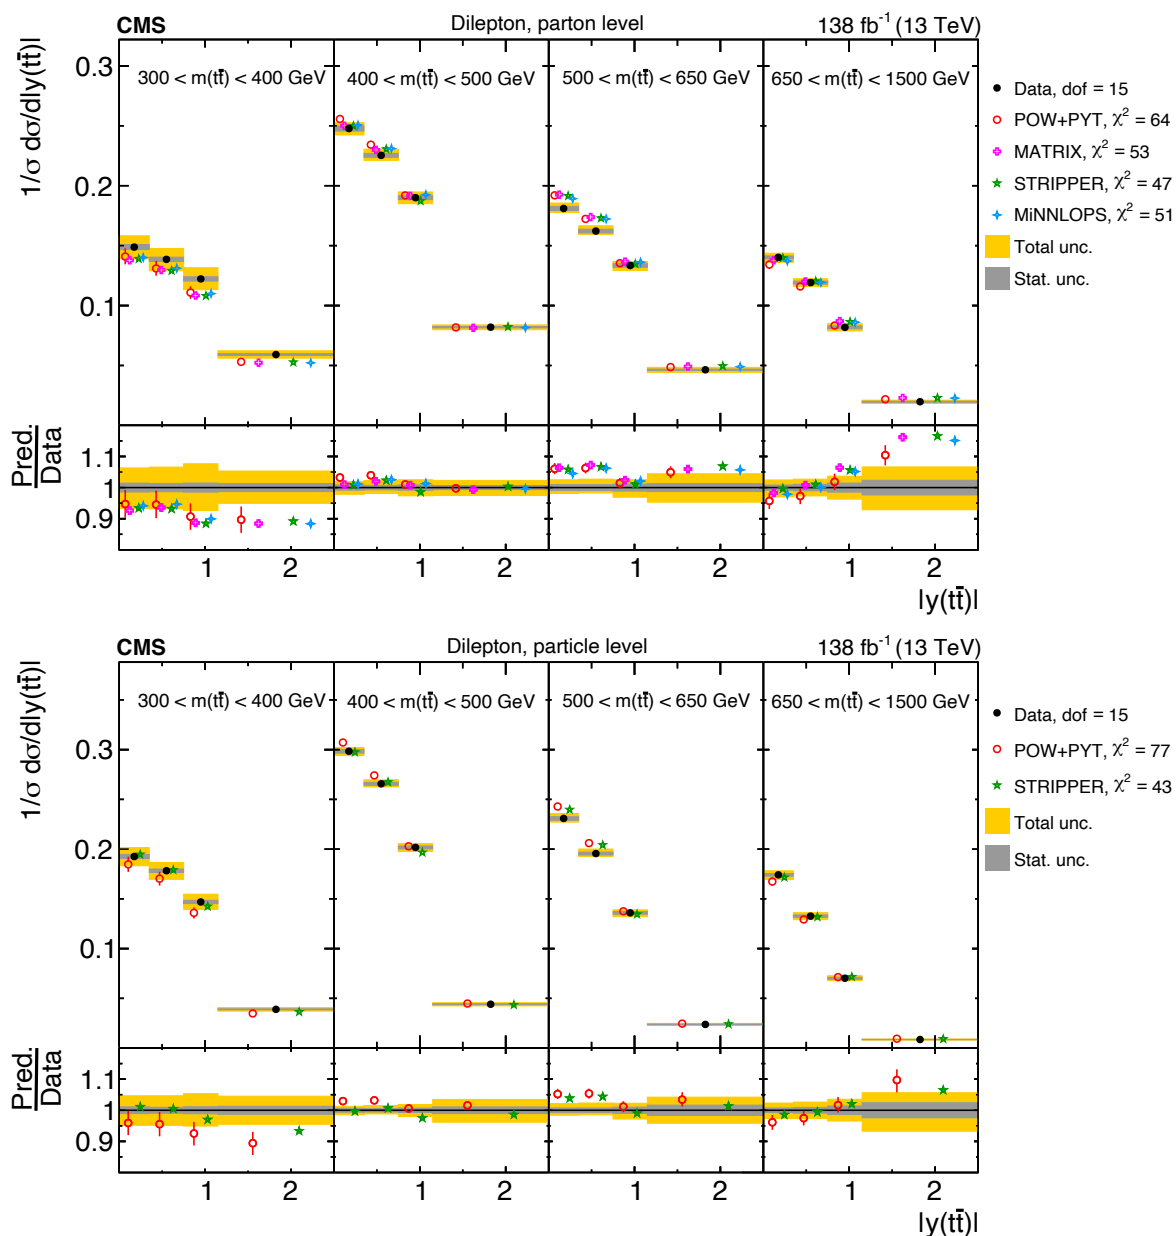 CMS Dilepton, parton level 138 fb⁻¹ (13 TeV)
1/σ dσ/d|y(tt̄)|
300 < m(tt̄) < 400 GeV 400 < m(tt̄) < 500 GeV 500 < m(tt̄) < 650 GeV 650 < m(tt̄) < 1500 GeV
0.3
0.2
0.1
Data, dof = 15
POW+PYT, χ² = 64
MATRIX, χ² = 53
STRIPPER, χ² = 47
MiNNLOPS, χ² = 51
Total unc.
Stat. unc.
Pred.
Data
1.1
1
0.9
1 2 1 2 1 2 1 2
|y(tt̄)|
CMS Dilepton, particle level 138 fb⁻¹ (13 TeV)
1/σ dσ/d|y(tt̄)|
300 < m(tt̄) < 400 GeV 400 < m(tt̄) < 500 GeV 500 < m(tt̄) < 650 GeV 650 < m(tt̄) < 1500 GeV
0.3
0.2
0.1
Data, dof = 15
POW+PYT, χ² = 77
STRIPPER, χ² = 43
Total unc.
Stat. unc.
Pred.
Data
1.1
1
0.9
1 2 1 2 1 2 1 2
|y(tt̄)|